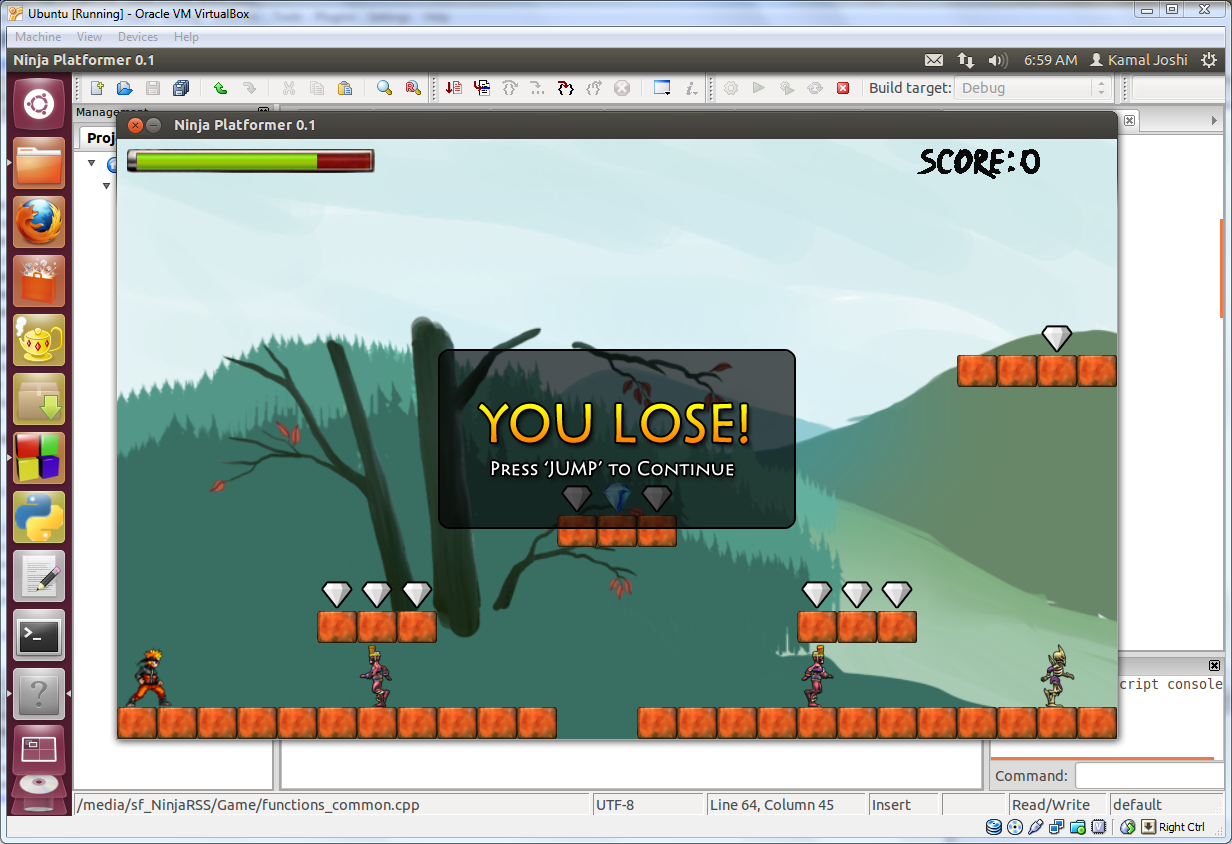 Ubuntu [Running] - Oracle VM VirtualBox
Machine View Devices Help
Ninja Platformer 0.1
6:59 AM Kamal Joshi
Build target: Debug
Management
Proj
Ninja Platformer 0.1
SCORE:0
YOU LOSE!
PRESS 'JUMP' TO CONTINUE
cript console
Command:
/media/sf_NinjaRSS/Game/functions_common.cpp UTF-8 Line 64, Column 45 Insert Read/Write default
Right Ctrl